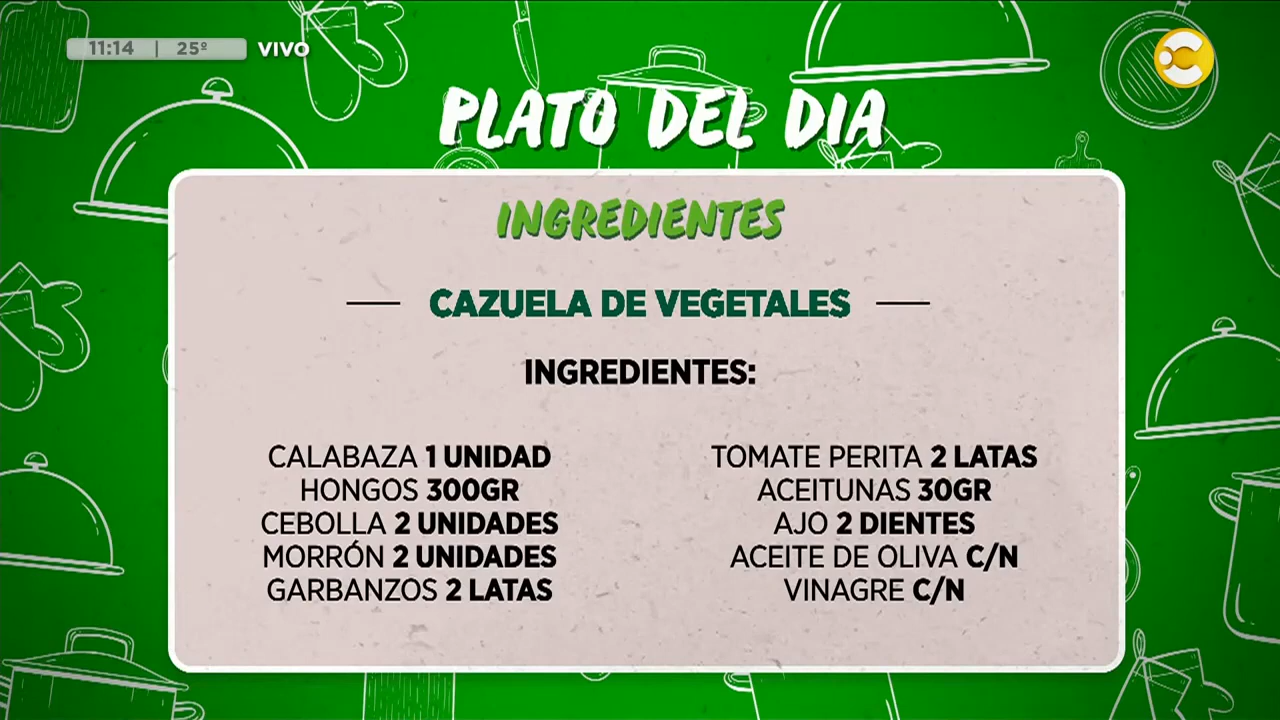 11:14 | 25º VIVO
PLATO DEL DIA
INGREDIENTES
CAZUELA DE VEGETALES
INGREDIENTES:
CALABAZA 1 UNIDAD
HONGOS 300GR
CEBOLLA 2 UNIDADES
MORRÓN 2 UNIDADES
GARBANZOS 2 LATAS
TOMATE PERITA 2 LATAS
ACEITUNAS 30GR
AJO 2 DIENTES
ACEITE DE OLIVA C/N
VINAGRE C/N